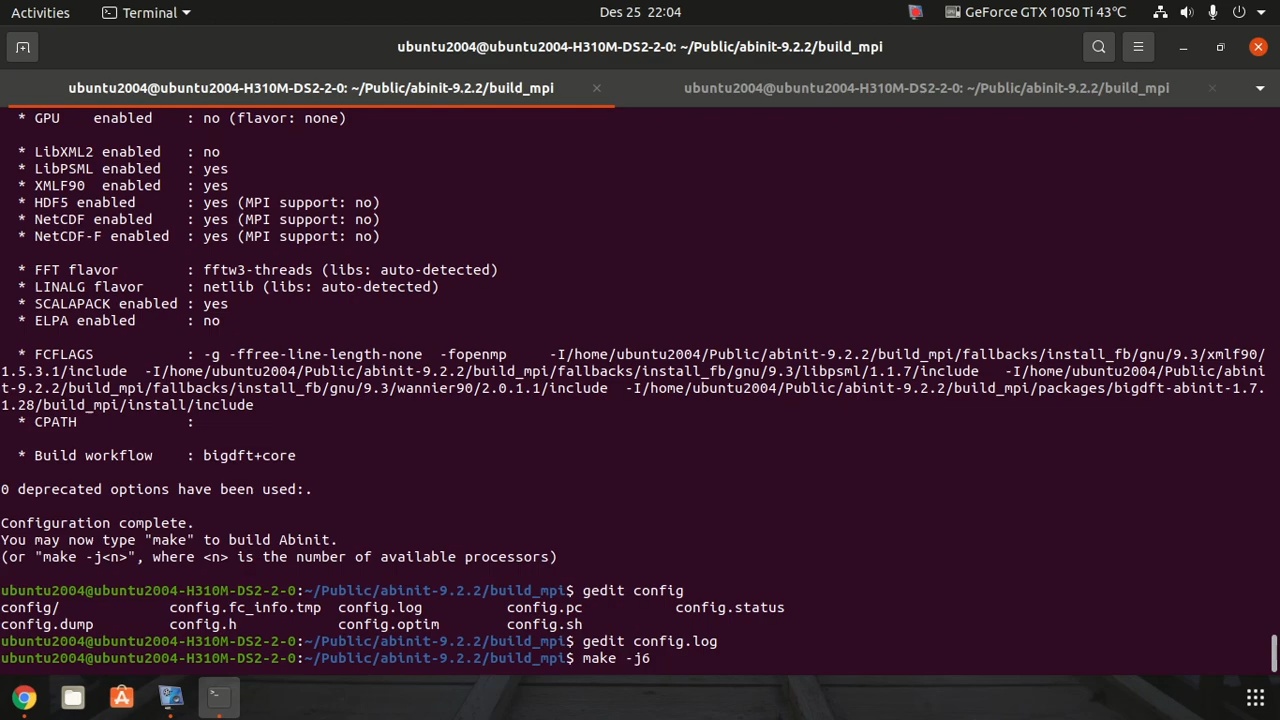 Activities
Terminal
Des 25 22:04
GeForce GTX 1050 Ti 43℃
ubuntu2004@ubuntu2004-H310M-DS2-2-0: ~/Public/abinit-9.2.2/build_mpi
ubuntu2004@ubuntu2004-H310M-DS2-2-0: ~/Public/abinit-9.2.2/build_mpi
ubuntu2004@ubuntu2004-H310M-DS2-2-0: ~/Public/abinit-9.2.2/build_mpi
* GPU    enabled    : no (flavor: none)
* LibXML2 enabled   : no
* LibPSML enabled   : yes
* XMLF90  enabled   : yes
* HDF5 enabled      : yes (MPI support: no)
* NetCDF enabled    : yes (MPI support: no)
* NetCDF-F enabled  : yes (MPI support: no)
* FFT flavor        : fftw3-threads (libs: auto-detected)
* LINALG flavor     : netlib (libs: auto-detected)
* SCALAPACK enabled : yes
* ELPA enabled      : no
* FCFLAGS           : -g -ffree-line-length-none  -fopenmp     -I/home/ubuntu2004/Public/abinit-9.2.2/build_mpi/fallbacks/install_fb/gnu/9.3/xmlf90/
1.5.3.1/include  -I/home/ubuntu2004/Public/abinit-9.2.2/build_mpi/fallbacks/install_fb/gnu/9.3/libpsml/1.1.7/include   -I/home/ubuntu2004/Public/abini
t-9.2.2/build_mpi/fallbacks/install_fb/gnu/9.3/wannier90/2.0.1.1/include  -I/home/ubuntu2004/Public/abinit-9.2.2/build_mpi/packages/bigdft-abinit-1.7.
1.28/build_mpi/install/include
* CPATH             :
* Build workflow    : bigdft+core
0 deprecated options have been used:.
Configuration complete.
You may now type "make" to build Abinit.
(or "make -j<n>", where <n> is the number of available processors)
ubuntu2004@ubuntu2004-H310M-DS2-2-0:~/Public/abinit-9.2.2/build_mpi$ gedit config
config/             config.fc_info.tmp  config.log          config.pc           config.status
config.dump         config.h            config.optim        config.sh
ubuntu2004@ubuntu2004-H310M-DS2-2-0:~/Public/abinit-9.2.2/build_mpi$ gedit config.log
ubuntu2004@ubuntu2004-H310M-DS2-2-0:~/Public/abinit-9.2.2/build_mpi$ make -j6